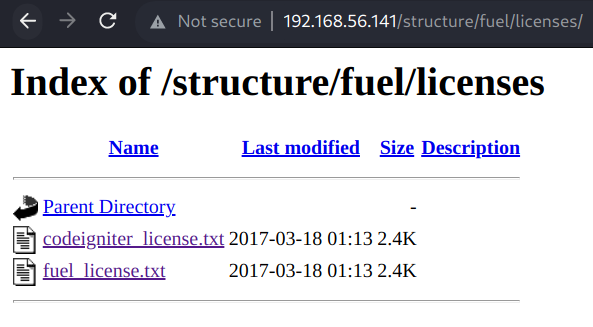 Not secure | 192.168.56.141/structure/fuel/licenses/
Index of /structure/fuel/licenses
Name Last modified Size Description
Parent Directory -
codeigniter_license.txt 2017-03-18 01:13 2.4K
fuel_license.txt 2017-03-18 01:13 2.4K